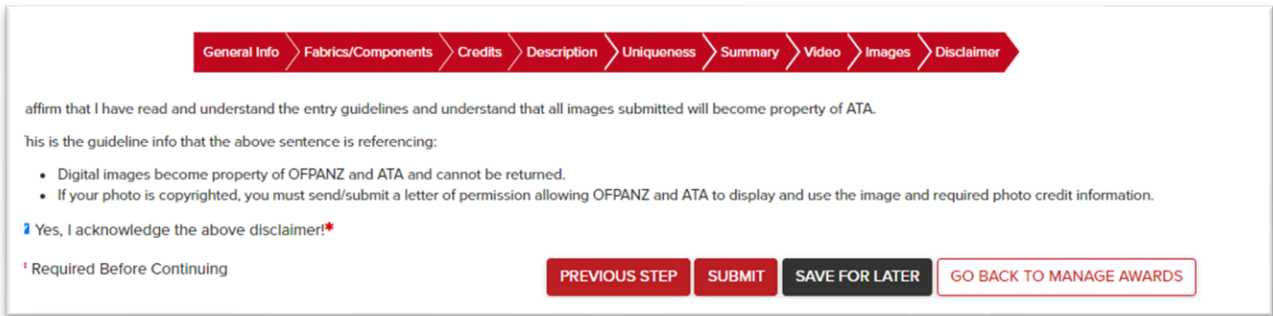 General Info Fabrics/Components Credits Description Uniqueness Summary Video Images Disclaimer
affirm that I have read and understand the entry guidelines and understand that all images submitted will become property of ATA.
his is the guideline info that the above sentence is referencing:
• Digital images become property of OFPANZ and ATA and cannot be returned.
• If your photo is copyrighted, you must send/submit a letter of permission allowing OFPANZ and ATA to display and use the image and required photo credit information.
Yes, I acknowledge the above disclaimer!*
* Required Before Continuing
PREVIOUS STEP SUBMIT SAVE FOR LATER GO BACK TO MANAGE AWARDS